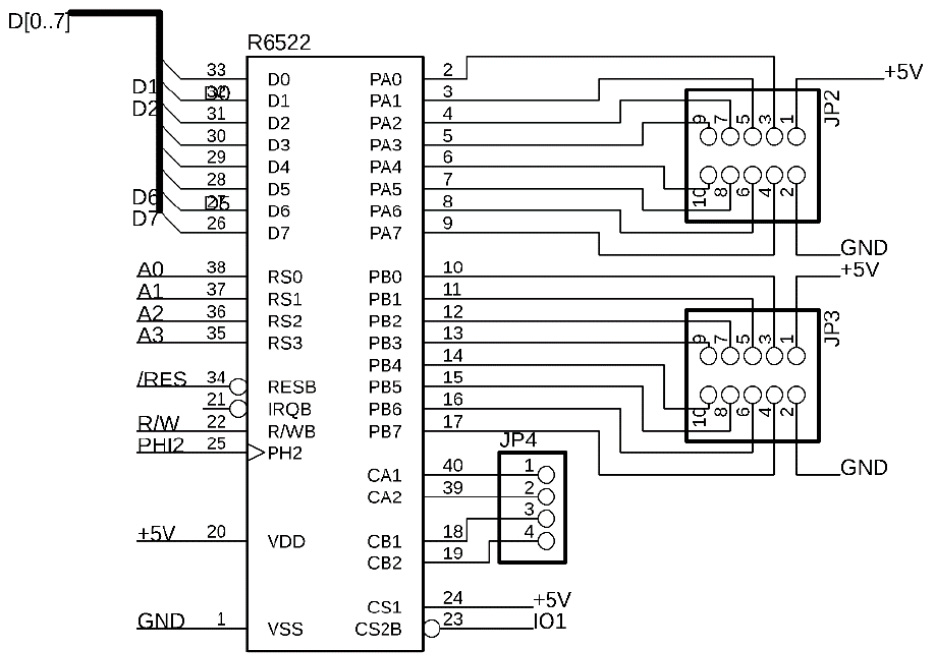 D[0..7]
R6522
33 D0 PA0 2
D1 32 D0 D1 PA1 3
D2 31 D2 PA2 4
30 D3 PA3 5
29 D4 PA4 6
28 D5 PA5 7
D6 27 D5 D6 PA6 8
D7 26 D7 PA7 9
+5V
JP2
9 7 5 3 1
10 8 6 4 2
GND
A0 38 RS0 PB0 10
A1 37 RS1 PB1 11
A2 36 RS2 PB2 12
A3 35 RS3 PB3 13
PB4 14
/RES 34 RESB PB5 15
21 IRQB PB6 16
R/W 22 R/WB PB7 17
PHI2 25 PH2
+5V
JP3
9 7 5 3 1
10 8 6 4 2
GND
JP4
CA1 40 1
CA2 39 2
3
+5V 20 VDD CB1 18 4
CB2 19
CS1 24 +5V
GND 1 VSS CS2B 23 IO1